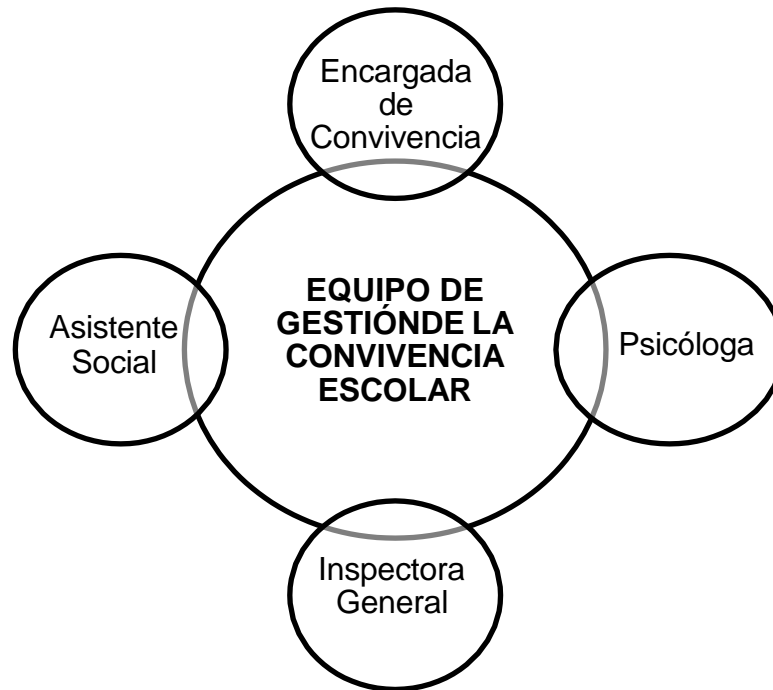 Encargada
de
Convivencia
EQUIPO DE
GESTIÓNDE LA
CONVIVENCIA
ESCOLAR
Asistente
Social
Psicóloga
Inspectora
General